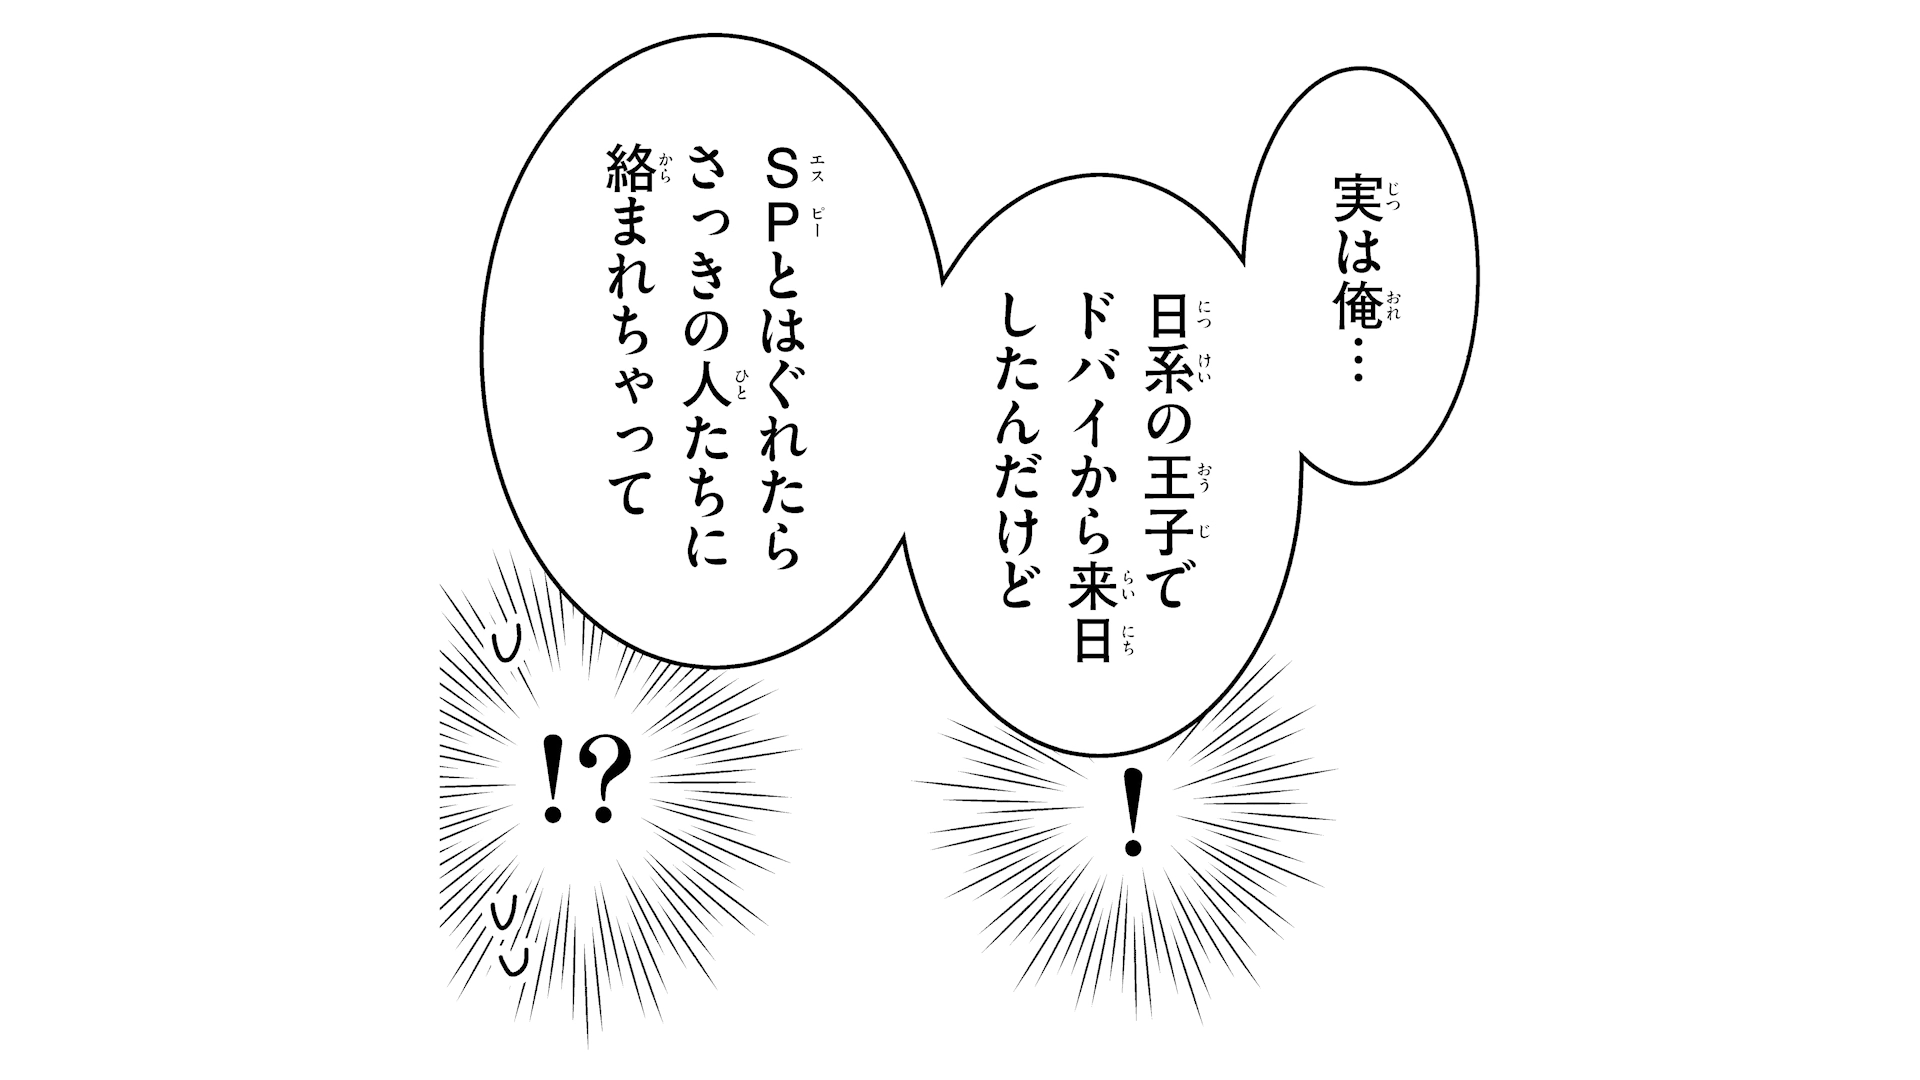 実は俺…
日系の王子で
ドバイから来日
したんだけど
SPとはぐれたら
さっきの人たちに
絡まれちゃって
!
!?